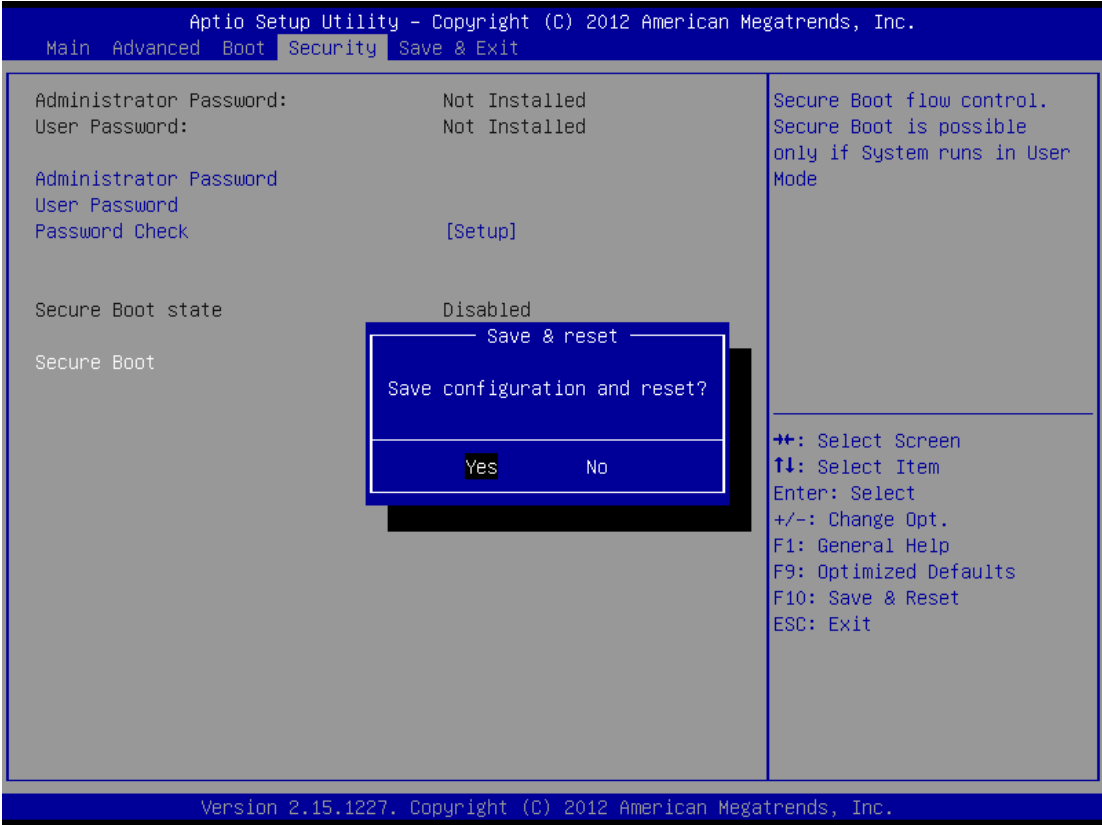 Aptio Setup Utility – Copyright (C) 2012 American Megatrends, Inc.
Main Advanced Boot Security Save & Exit
Administrator Password: Not Installed
User Password: Not Installed
Administrator Password
User Password
Password Check [Setup]
Secure Boot state Disabled
Secure Boot
Save & reset
Save configuration and reset?
Yes No
Secure Boot flow control.
Secure Boot is possible
only if System runs in User
Mode
→←: Select Screen
↑↓: Select Item
Enter: Select
+/-: Change Opt.
F1: General Help
F9: Optimized Defaults
F10: Save & Reset
ESC: Exit
Version 2.15.1227. Copyright (C) 2012 American Megatrends, Inc.